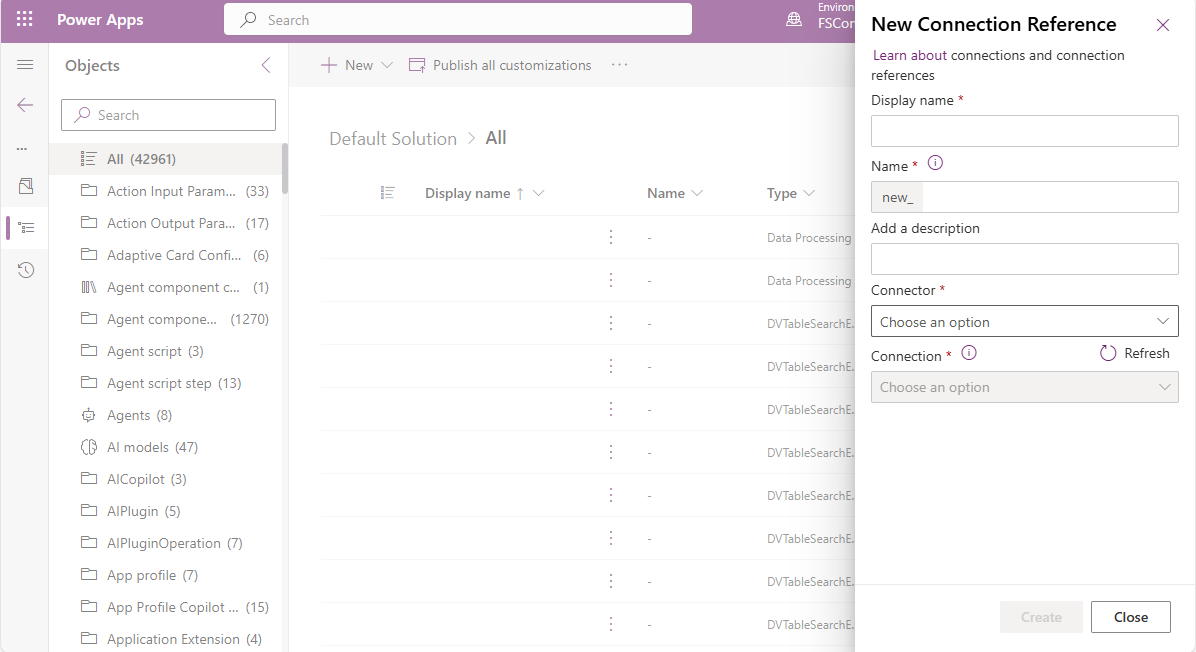 Power Apps
Search
Environ
FSCon
Objects
Search
All (42961)
Action Input Param... (33)
Action Output Para... (17)
Adaptive Card Confi... (6)
Agent component c... (1)
Agent compone... (1270)
Agent script (3)
Agent script step (13)
Agents (8)
AI models (47)
AICopilot (3)
AIPlugin (5)
AIPluginOperation (7)
App profile (7)
App Profile Copilot ... (15)
Application Extension (4)
New
Publish all customizations
...
Default Solution > All
Display name ↑ Name Type
- Data Processing
- Data Processing
- DVTableSearchE.
- DVTableSearchE.
- DVTableSearchE.
- DVTableSearchE.
- DVTableSearchE.
- DVTableSearchE.
- DVTableSearchE.
- DVTableSearchE.
New Connection Reference
Learn about connections and connection
references
Display name *
Name *
new_
Add a description
Connector *
Choose an option
Connection * Refresh
Choose an option
Create Close